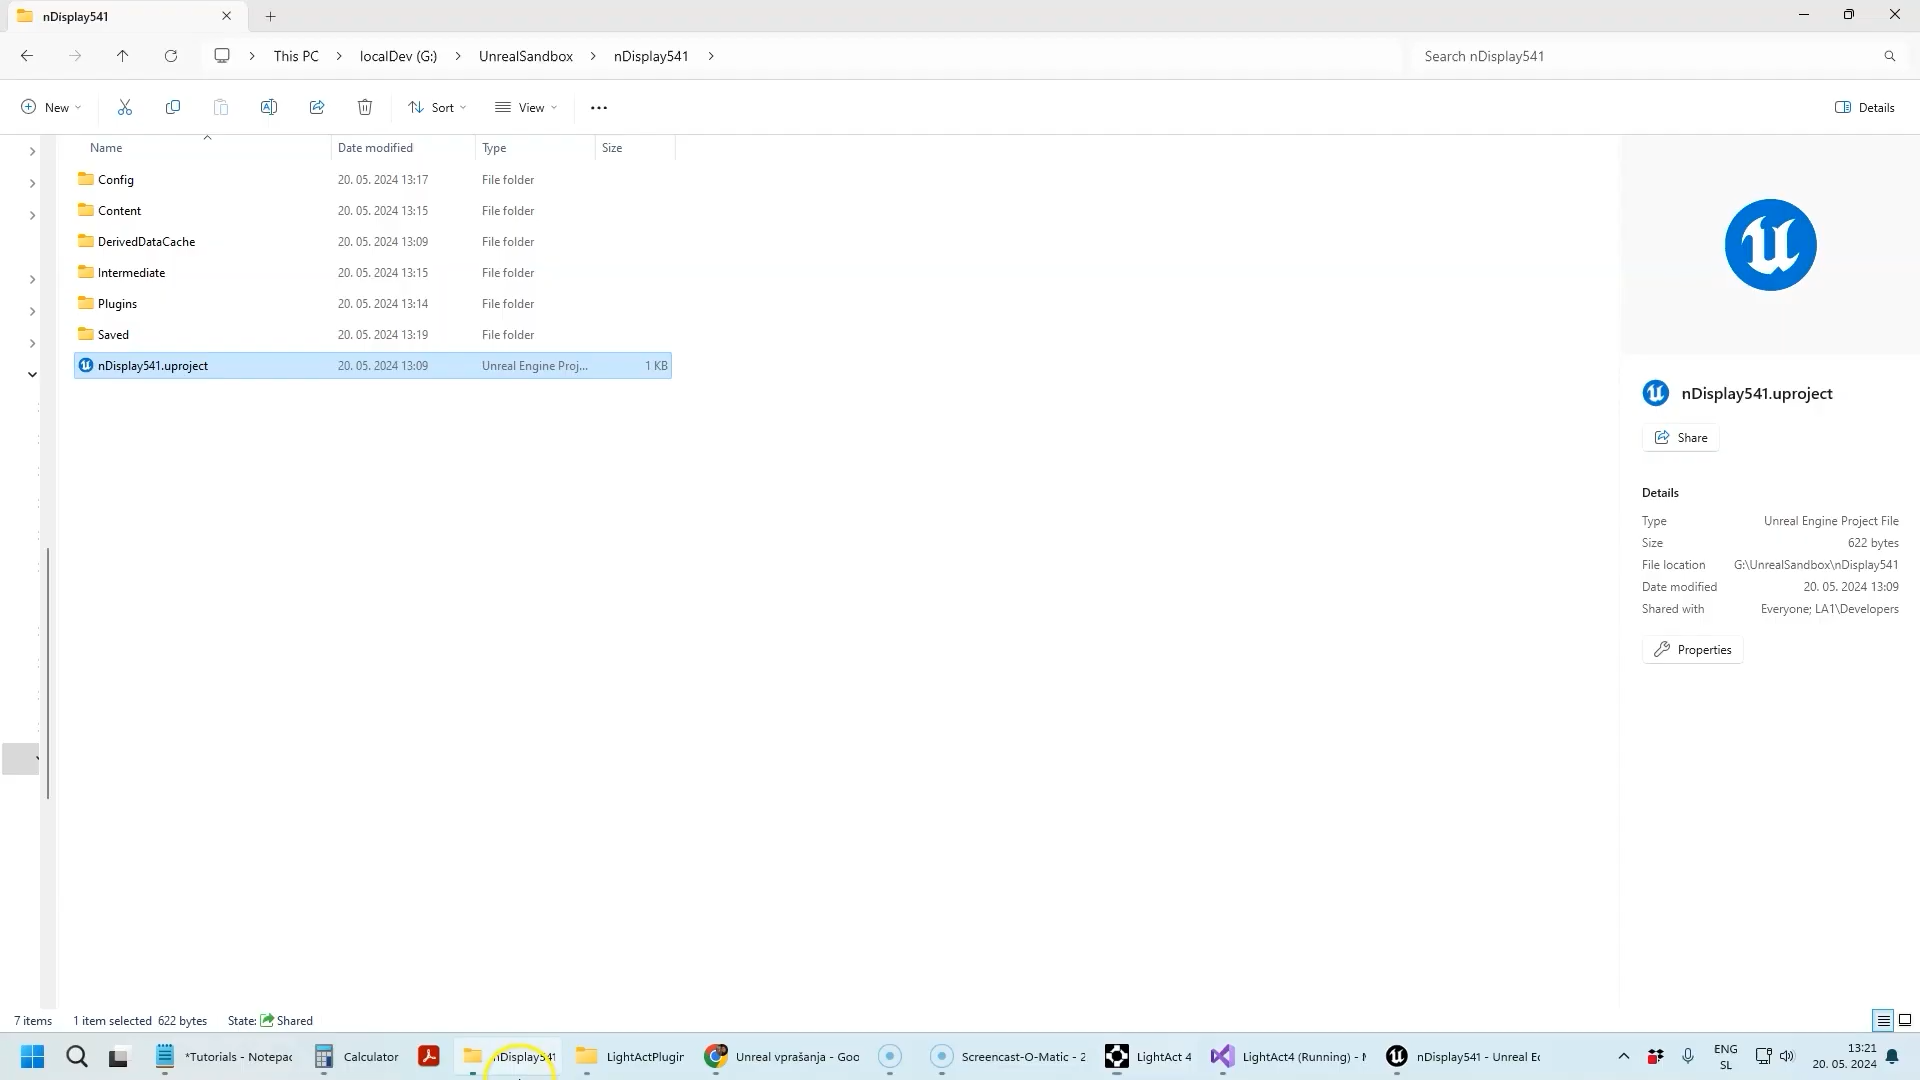 nDisplay541
This PC
localDev (G:)
UnrealSandbox
nDisplay541
Search nDisplay541
New
Sort
View
Details
Name
Date modified
Type
Size
Config
20. 05. 2024 13:17
File folder
Content
20. 05. 2024 13:15
File folder
DerivedDataCache
20. 05. 2024 13:09
File folder
Intermediate
20. 05. 2024 13:15
File folder
Plugins
20. 05. 2024 13:14
File folder
Saved
20. 05. 2024 13:19
File folder
nDisplay541.uproject
20. 05. 2024 13:09
Unreal Engine Proj...
1 KB
nDisplay541.uproject
Share
Details
Type
Unreal Engine Project File
Size
622 bytes
File location
G:\UnrealSandbox\nDisplay541
Date modified
20. 05. 2024 13:09
Shared with
Everyone; LA1\Developers
Properties
7 items
1 item selected 622 bytes
State: Shared
*Tutorials - Notepac
Calculator
nDisplay541
LightActPlugin
Unreal vprašanja - Goo
Screencast-O-Matic - 2
LightAct 4
LightAct4 (Running) - M
nDisplay541 - Unreal Ed
ENG
SL
13:21
20. 05. 2024